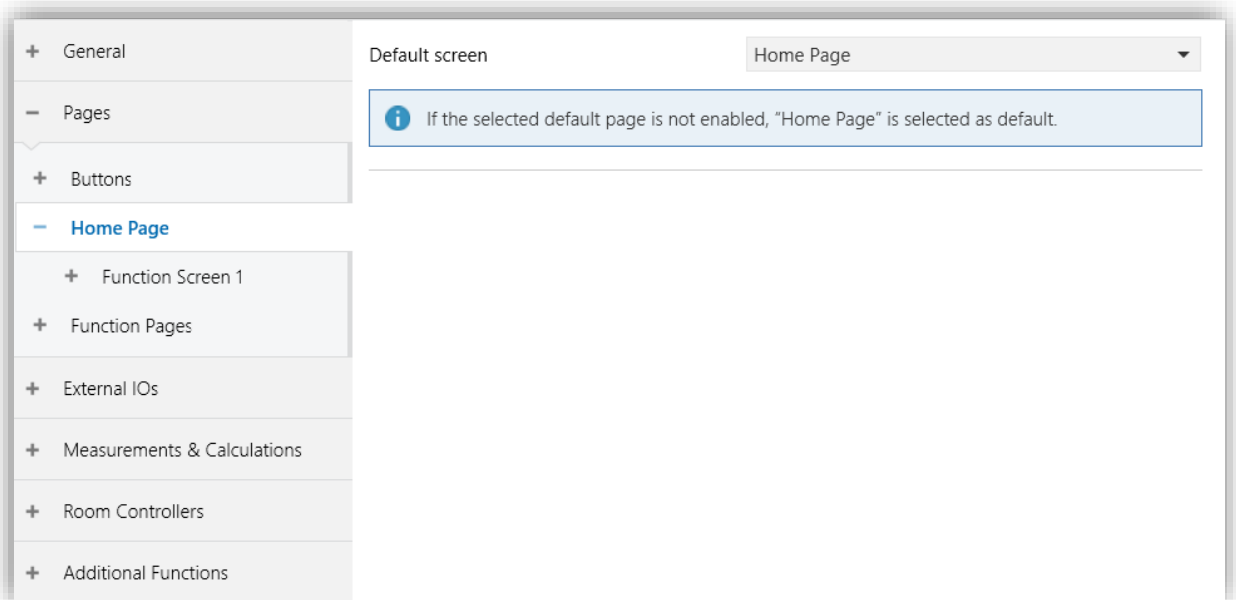 General
Pages
Buttons
Home Page
Function Screen 1
Function Pages
External IOs
Measurements & Calculations
Room Controllers
Additional Functions
Default screen
Home Page
If the selected default page is not enabled, “Home Page” is selected as default.